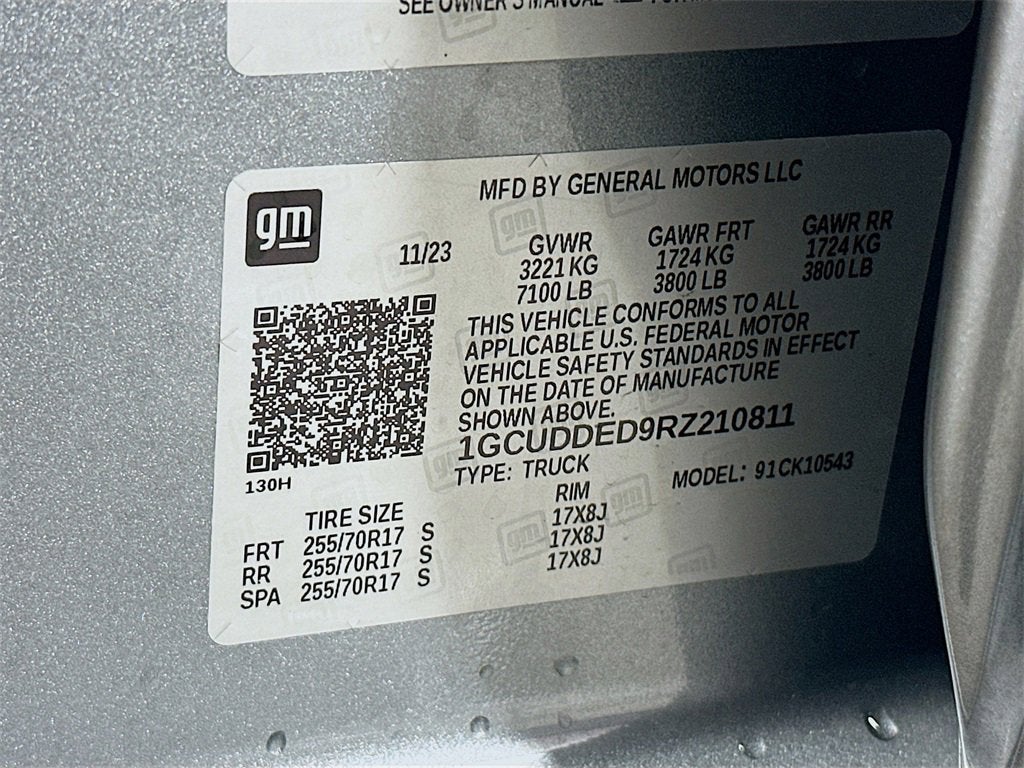 SEE OWNER'S MANUAL
gm
MFD BY GENERAL MOTORS LLC
11/23
GVWR GAWR FRT GAWR RR
3221 KG 1724 KG 1724 KG
7100 LB 3800 LB 3800 LB
THIS VEHICLE CONFORMS TO ALL
APPLICABLE U.S. FEDERAL MOTOR
VEHICLE SAFETY STANDARDS IN EFFECT
ON THE DATE OF MANUFACTURE
SHOWN ABOVE.
1GCUDDED9RZ210811
TYPE: TRUCK MODEL: 91CK10543
130H
TIRE SIZE RIM
FRT 255/70R17 S 17X8J
RR 255/70R17 S 17X8J
SPA 255/70R17 S 17X8J